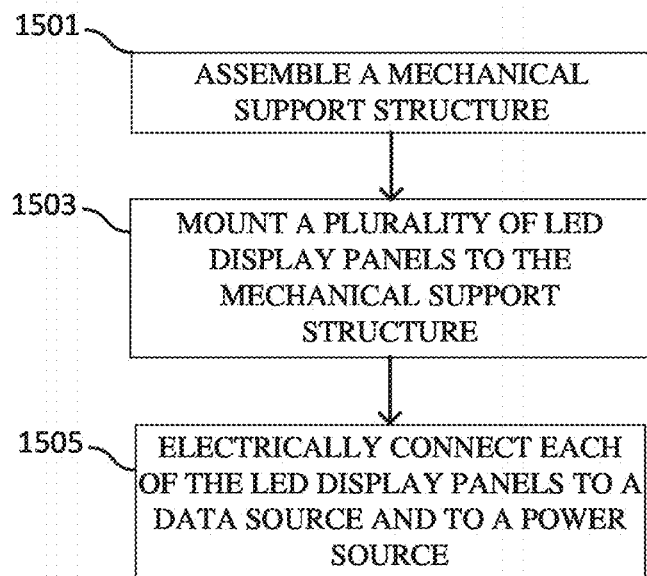 1501
ASSEMBLE A MECHANICAL
SUPPORT STRUCTURE
1503
MOUNT A PLURALITY OF LED
DISPLAY PANELS TO THE
MECHANICAL SUPPORT
STRUCTURE
1505
ELECTRICALLY CONNECT EACH
OF THE LED DISPLAY PANELS TO A
DATA SOURCE AND TO A POWER
SOURCE